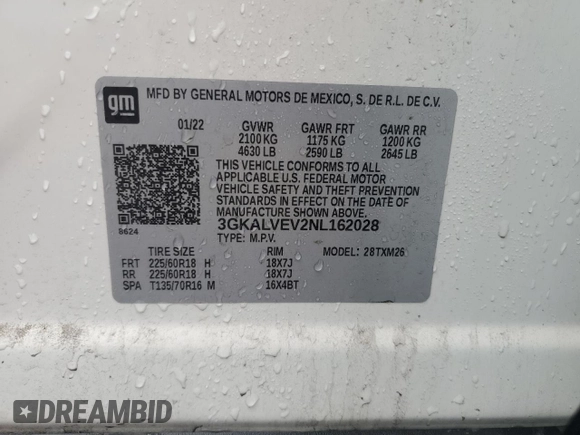 gm
MFD BY GENERAL MOTORS DE MEXICO, S. DE R.L. DE C.V.
01/22 GVWR GAWR FRT GAWR RR
2100 KG 1175 KG 1200 KG
4630 LB 2590 LB 2645 LB
THIS VEHICLE CONFORMS TO ALL
APPLICABLE U.S. FEDERAL MOTOR
VEHICLE SAFETY AND THEFT PREVENTION
STANDARDS IN EFFECT ON THE DATE OF
MANUFACTURE SHOWN ABOVE.
8624 3GKALVEV2NL162028
TYPE: M.P.V. MODEL: 28TXM26
TIRE SIZE RIM
FRT 225/60R18 H 18X7J
RR 225/60R18 H 18X7J
SPA T135/70R16 M 16X4BT
DREAMBID